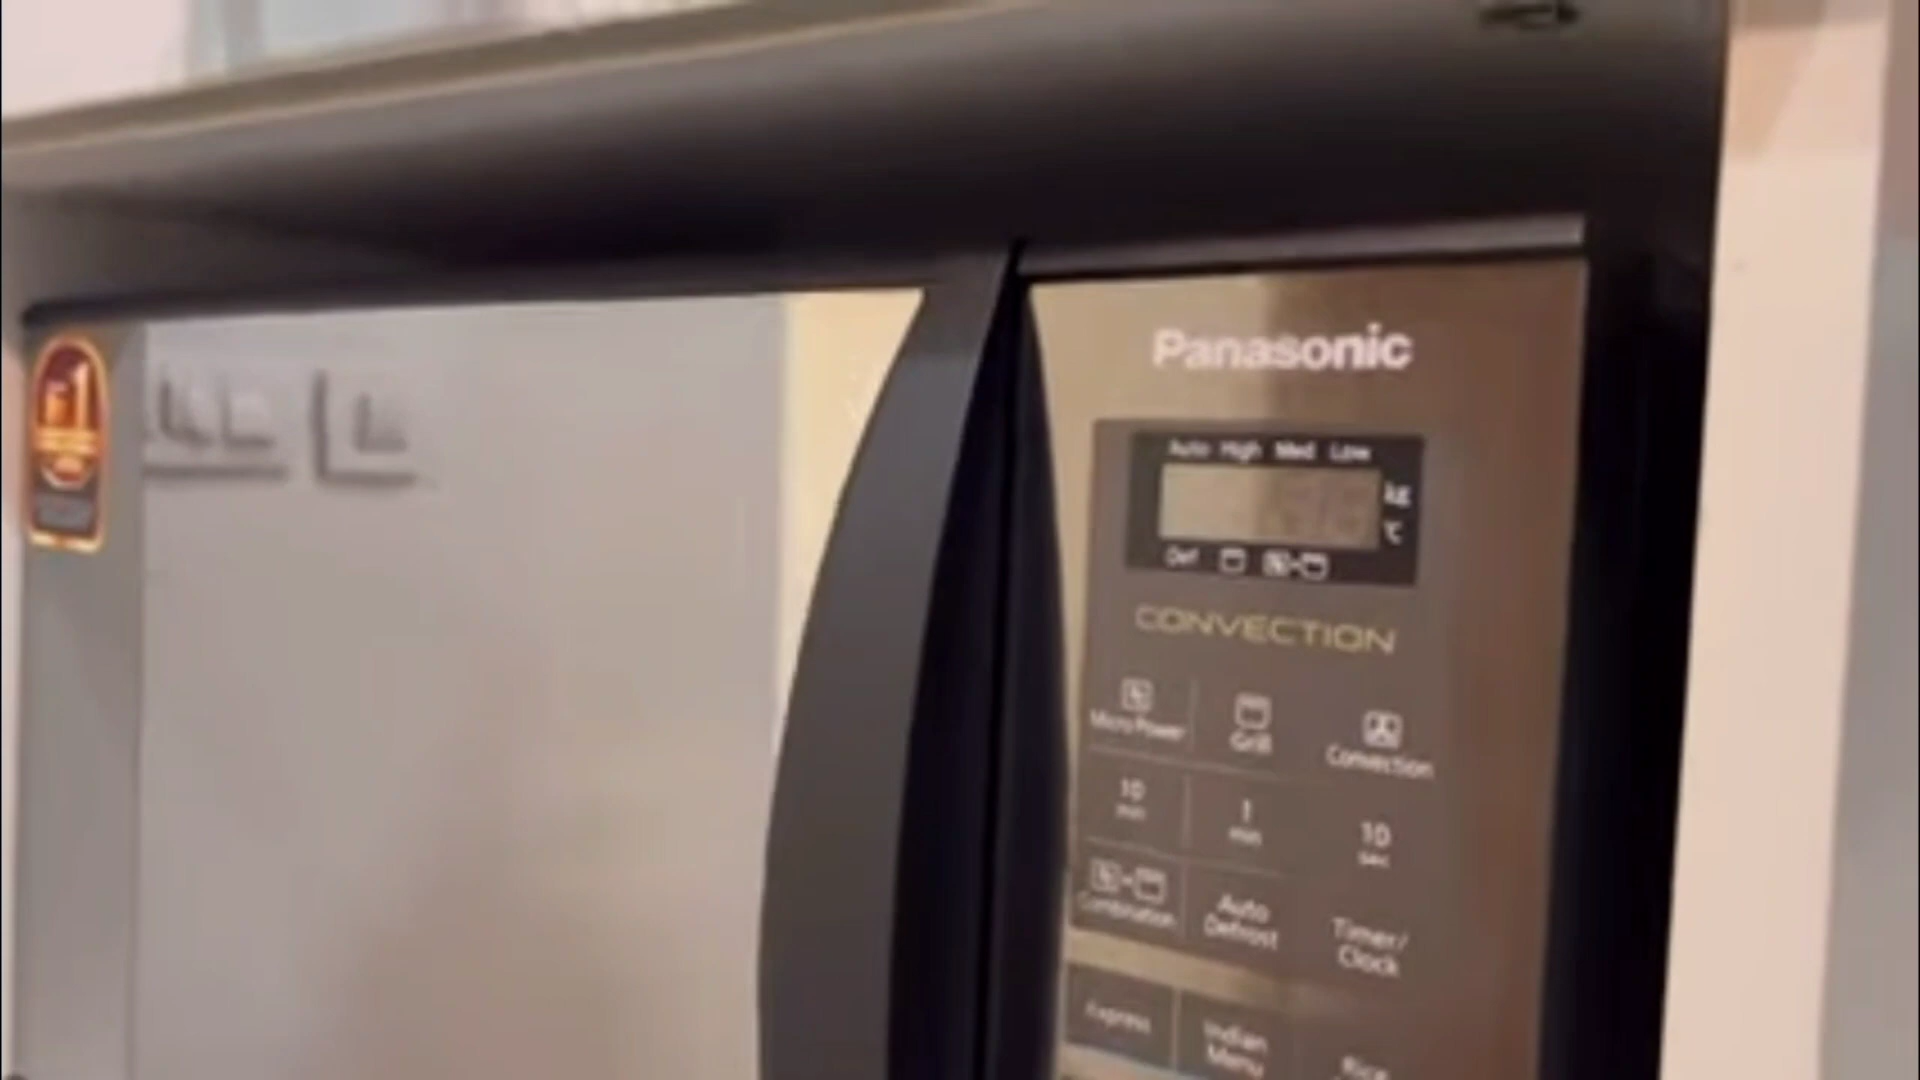 Panasonic
Auto High Med Low
kg
℃
Def
CONVECTION
Micro Power
Grill
Convection
10 min
1 min
10 sec
Combination
Auto Defrost
Timer/ Clock
Express
Indian Menu
Rice